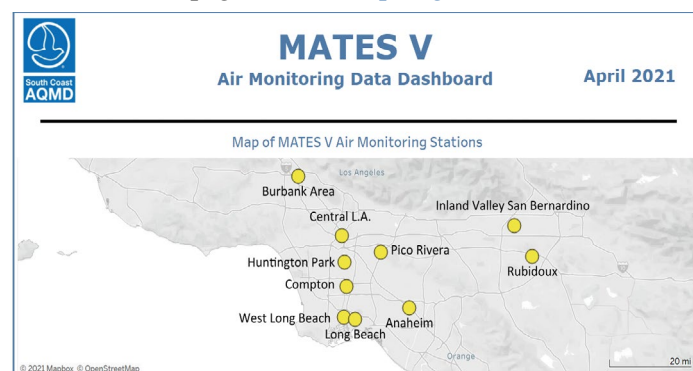 South Coast
AQMD
MATES V
Air Monitoring Data Dashboard
April 2021
Map of MATES V Air Monitoring Stations
Los Angeles
Burbank Area
Inland Valley San Bernardino
Central L.A.
Pico Rivera
Huntington Park
Rubidoux
Compton
West Long Beach
Long Beach
Anaheim
Orange
© 2021 Mapbox © OpenStreetMap
20 mi